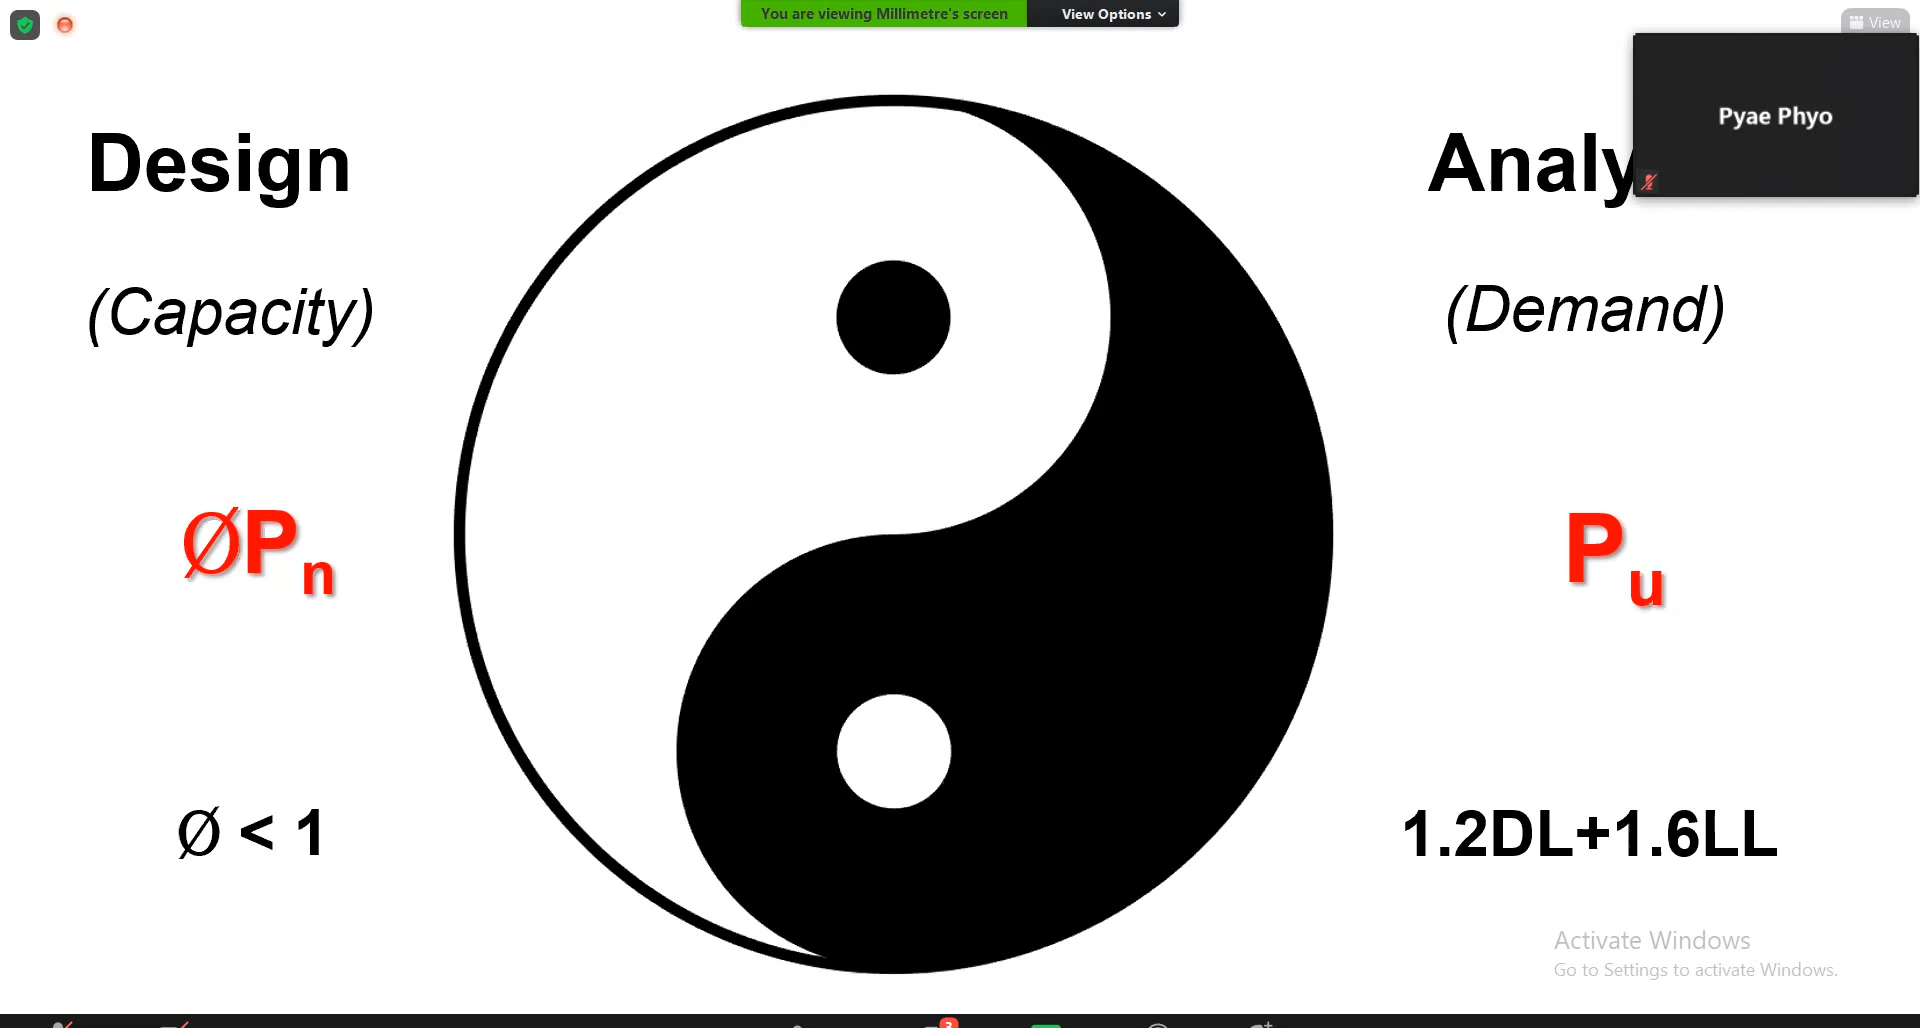 You are viewing Millimetre's screen
View Options
View
Pyae Phyo
Design
Analy
(Capacity)
(Demand)
ØPn
Pu
Ø < 1
1.2DL+1.6LL
Activate Windows
Go to Settings to activate Windows.
3